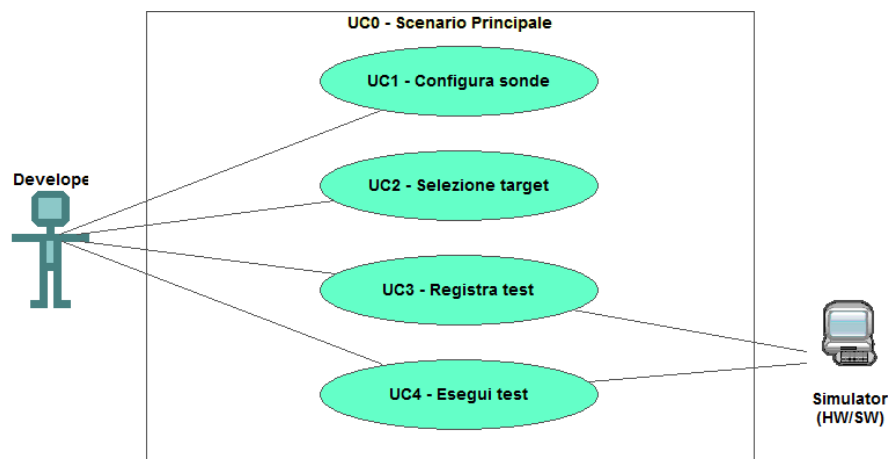 UC0 - Scenario Principale
UC1 - Configura sonde
Develope
UC2 - Selezione target
UC3 - Registra test
UC4 - Esegui test
Simulator
(HW/SW)